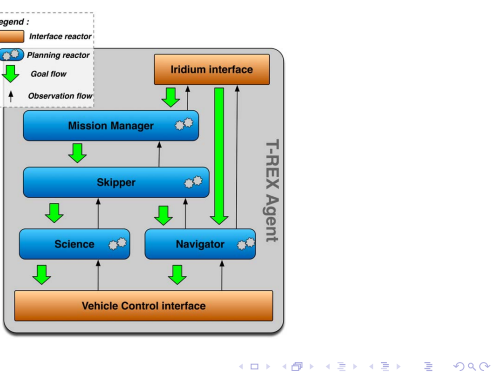 egend :
Interface reactor
Planning reactor
Goal flow
Observation flow
Iridium interface
Mission Manager
Skipper
Science
Navigator
Vehicle Control interface
T-REX Agent